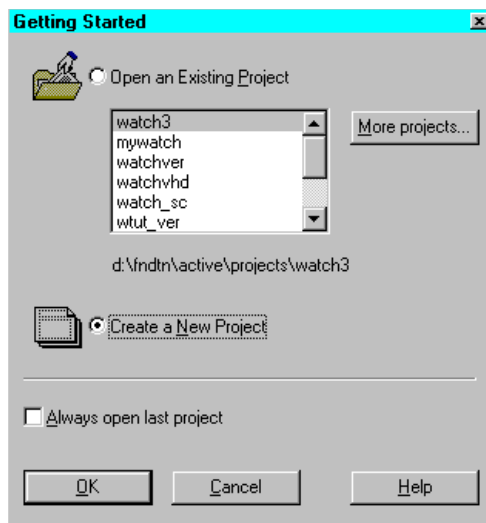 Getting Started
Open an Existing Project
watch3
mywatch
watchver
watchvhd
watch_sc
wtut_ver
More projects...
d:\fndtn\active\projects\watch3
Create a New Project
Always open last project
OK
Cancel
Help